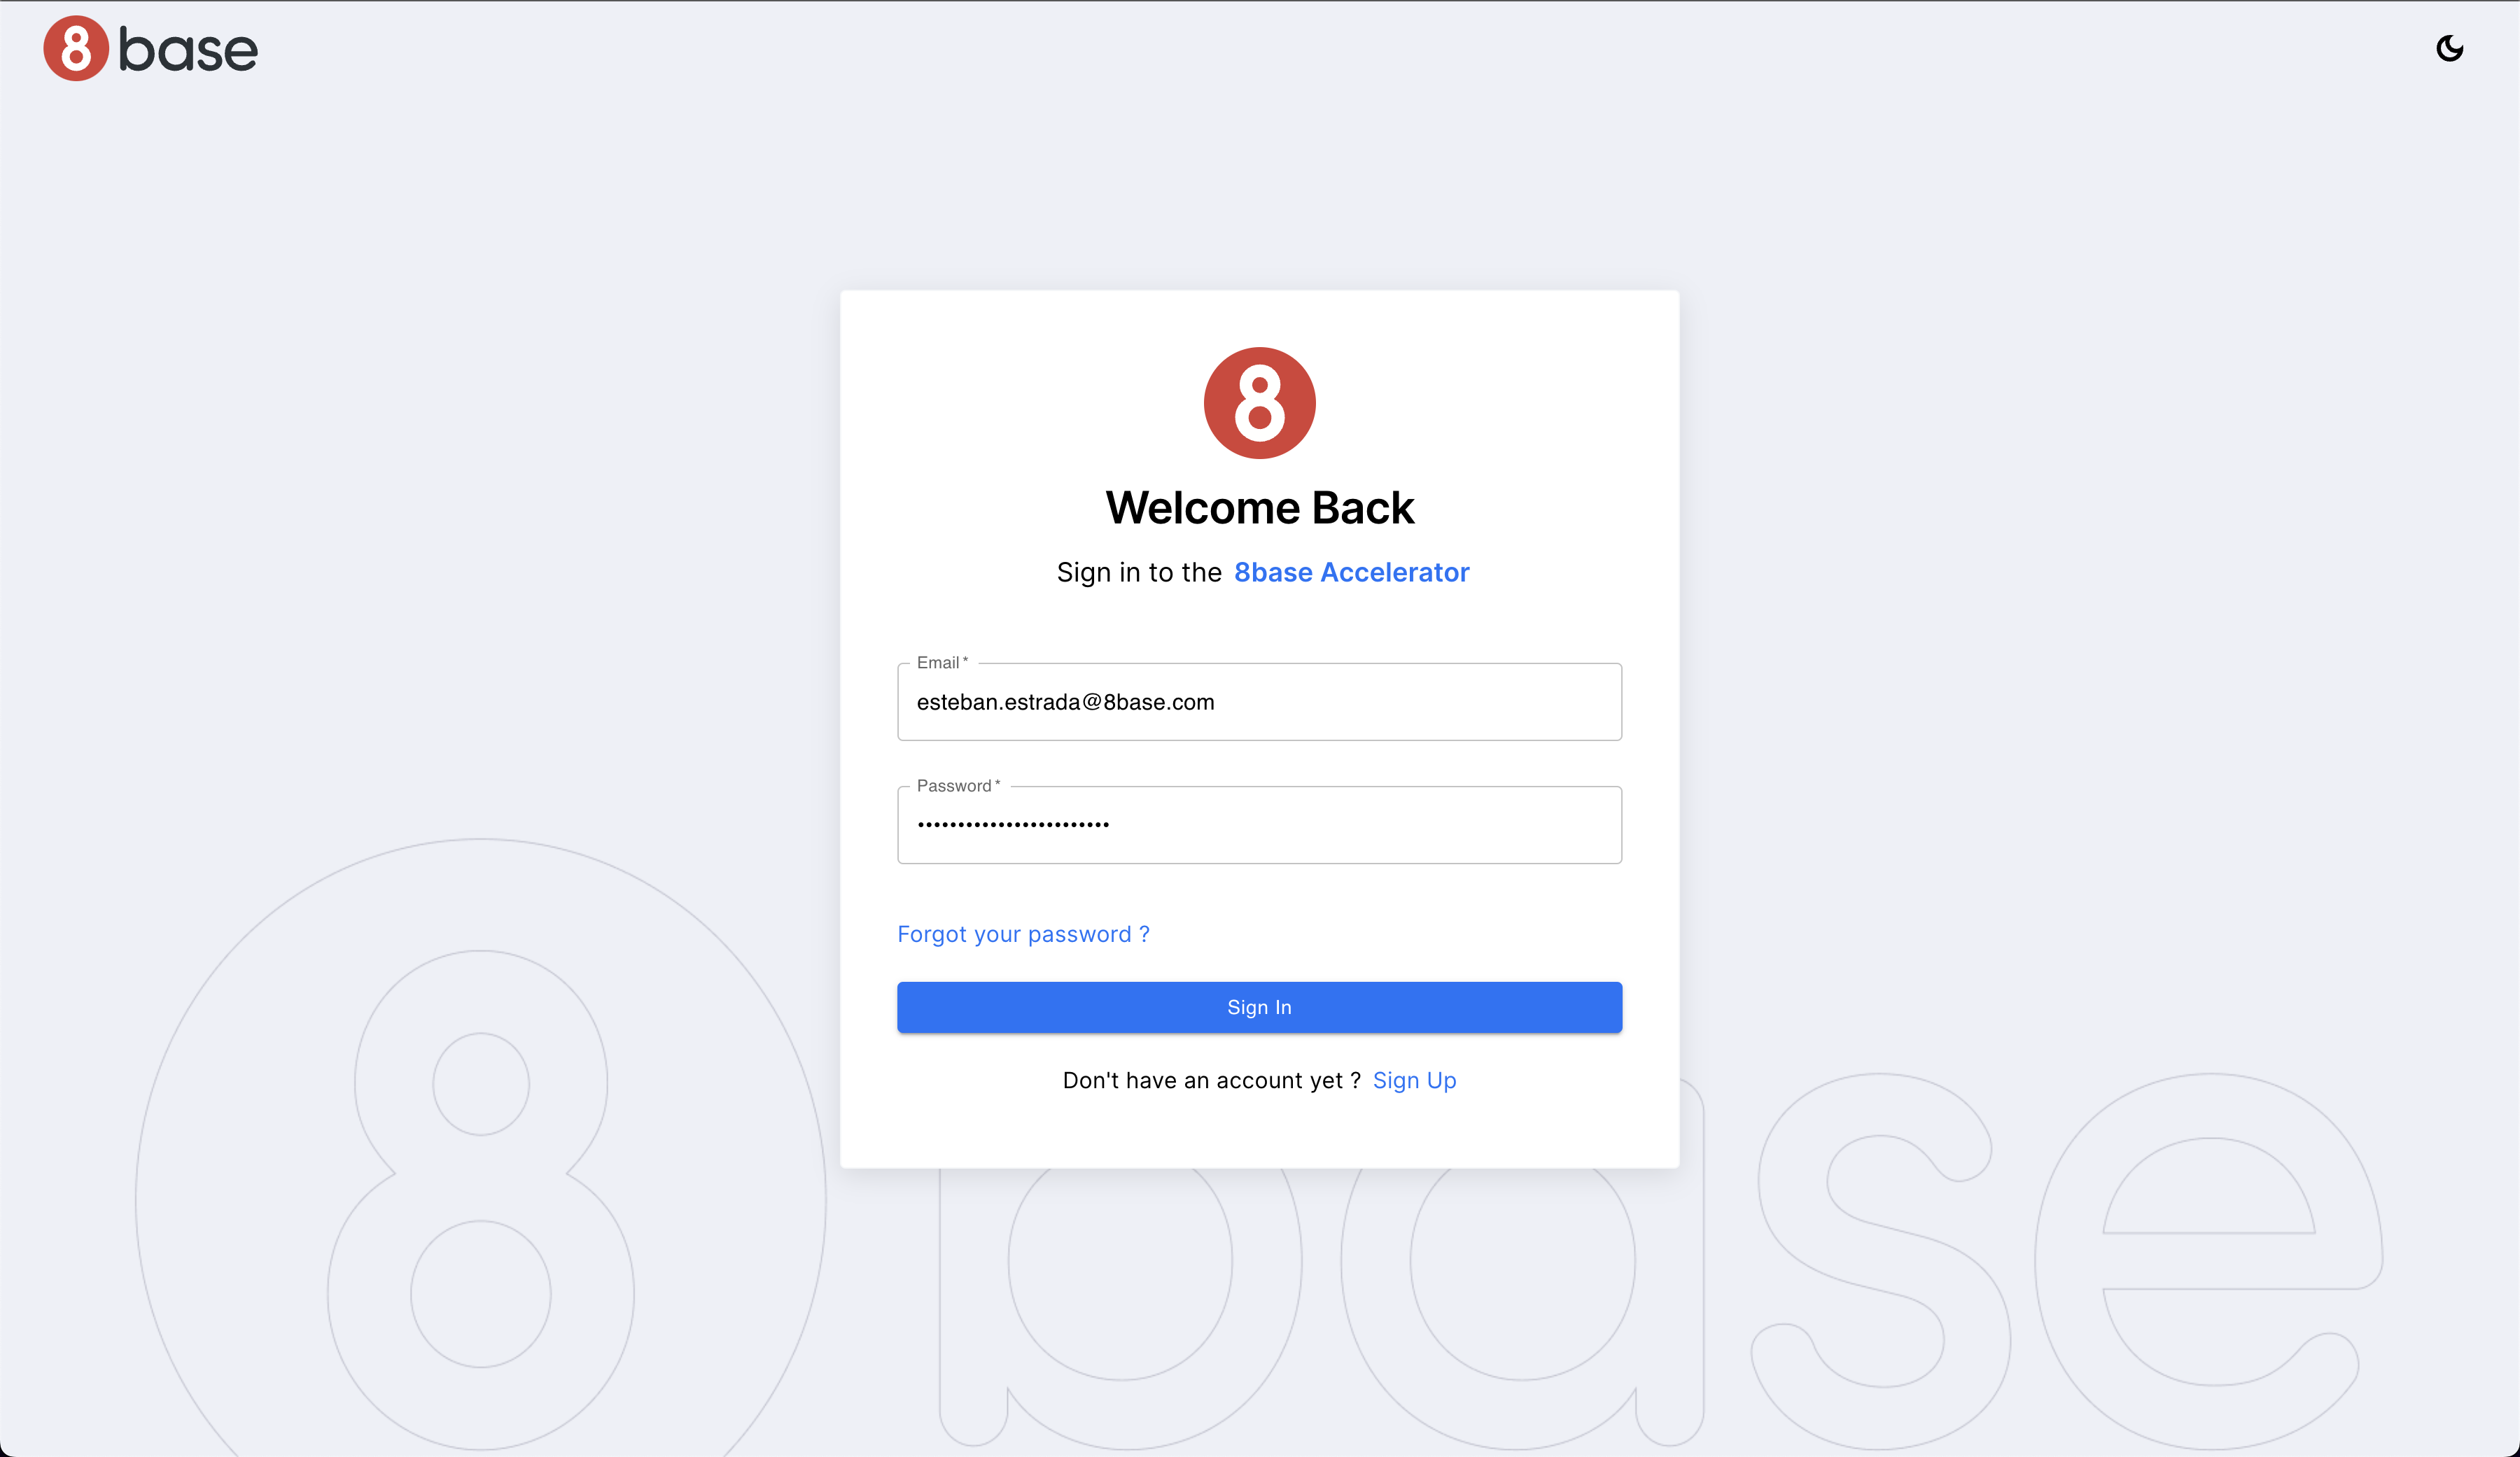 8base
8
Welcome Back
Sign in to the 8base Accelerator
Email *
esteban.estrada@8base.com
Password *
••••••••••••••••••••••••
Forgot your password ?
Sign In
Don't have an account yet ? Sign Up
8base